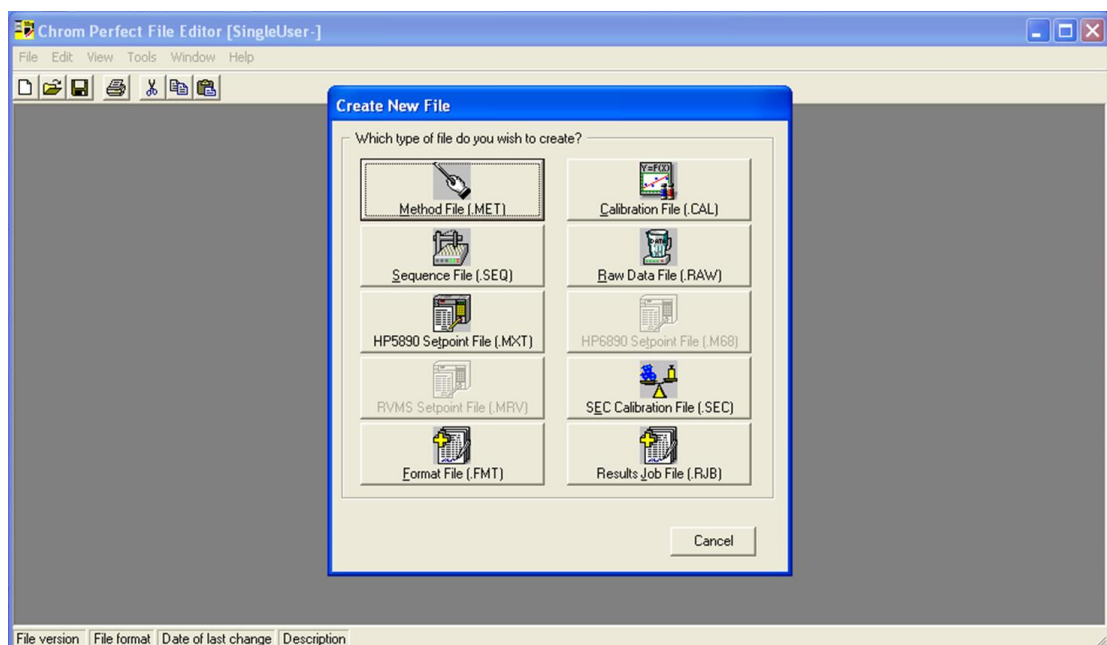 Chrom Perfect File Editor [SingleUser-]
File Edit View Tools Window Help
Create New File
Which type of file do you wish to create?
Method File (.MET)
Y=F(X)
Calibration File (.CAL)
Sequence File (.SEQ)
DATA
Raw Data File (.RAW)
HP5890 Setpoint File (.MXT)
HP6890 Setpoint File (.M68)
RVMS Setpoint File (.MRV)
SEC Calibration File (.SEC)
Format File (.FMT)
Results Job File (.RJB)
Cancel
File version File format Date of last change Description